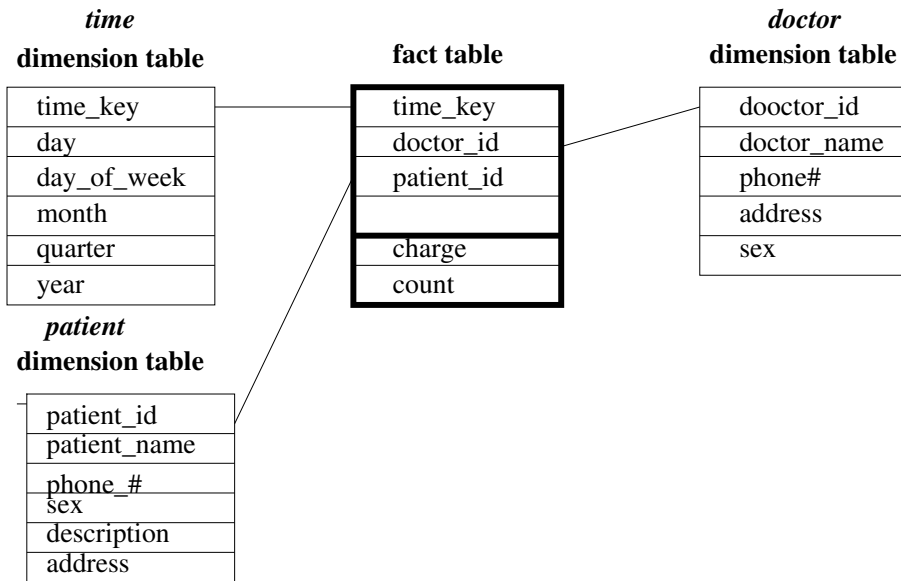 time
dimension table
time_key
day
day_of_week
month
quarter
year
fact table
time_key
doctor_id
patient_id
charge
count
doctor
dimension table
dooctor_id
doctor_name
phone#
address
sex
patient
dimension table
patient_id
patient_name
phone_#
sex
description
address